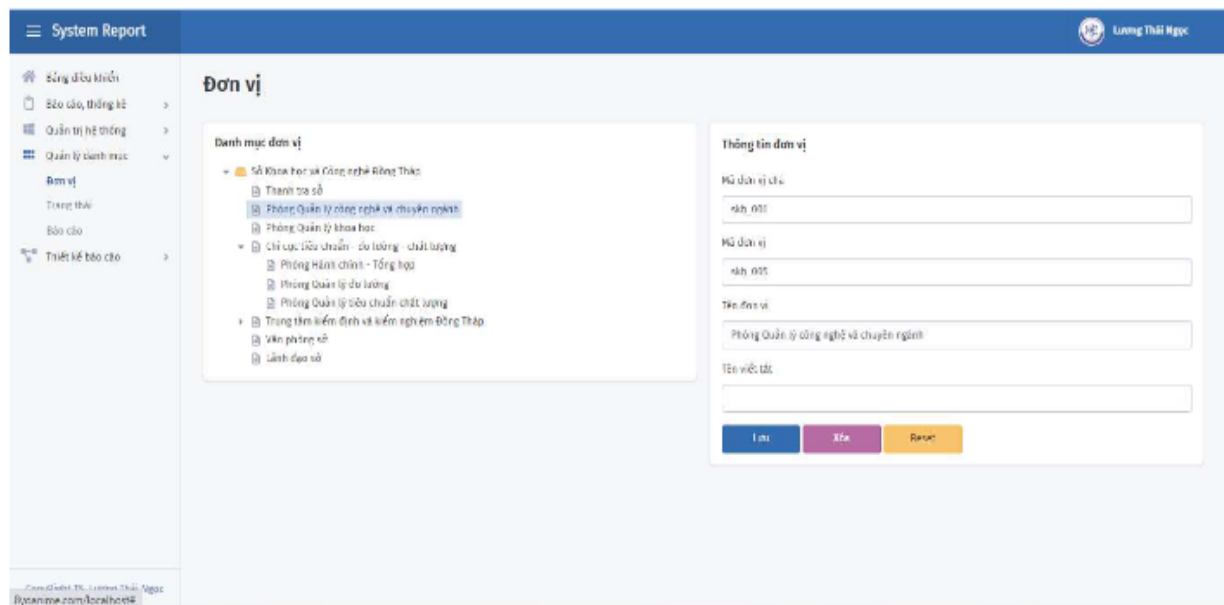 System Report
Lương Thái Ngọc
Bảng điều khiển
Báo cáo, thống kê
Quản trị hệ thống
Quản lý danh mục
Đơn vị
Trạng thái
Báo cáo
Thiết kế báo cáo
Đơn vị
Danh mục đơn vị
Sở Khoa học và Công nghệ Đồng Tháp
Thanh tra sở
Phòng Quản lý công nghệ và chuyên ngành
Phòng Quản lý khoa học
Chi cục tiêu chuẩn - đo lường - chất lượng
Phòng Hành chính - Tổng hợp
Phòng Quản lý đo lường
Phòng Quản lý tiêu chuẩn chất lượng
Trung tâm kiểm định và kiểm nghiệm Đồng Tháp
Văn phòng sở
Lãnh đạo sở
Thông tin đơn vị
Mã đơn vị cha
skh_001
Mã đơn vị
skh_005
Tên đơn vị
Phòng Quản lý công nghệ và chuyên ngành
Tên viết tắt
Lưu
Xóa
Reset
TS. Lương Thái Ngọc